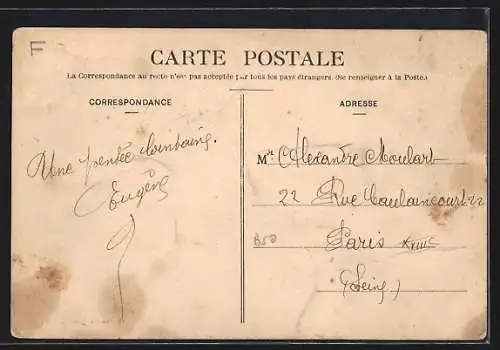 F
CARTE POSTALE
La Correspondance au recto n'est pas acceptée par tous les pays étrangers. (Se renseigner à la Poste.)
CORRESPONDANCE
ADRESSE
Une pensée lointaine.
Eugène
Mr Alexandre Moulart
22 Rue Caulaincourt 22
Paris XVIIIe
(Seine)